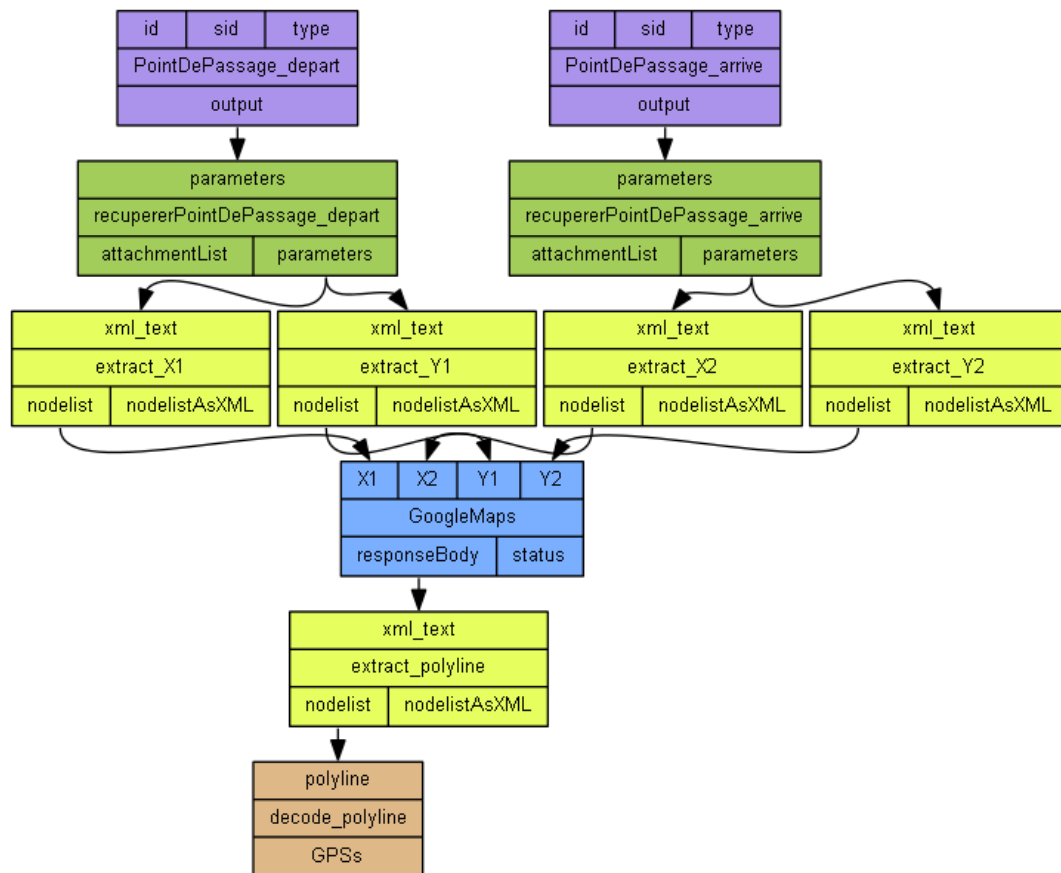 id sid type
PointDePassage_depart
output
id sid type
PointDePassage_arrive
output
parameters
recupererPointDePassage_depart
attachmentList parameters
parameters
recupererPointDePassage_arrive
attachmentList parameters
xml_text
extract_X1
nodelist nodelistAsXML
xml_text
extract_Y1
nodelist nodelistAsXML
xml_text
extract_X2
nodelist nodelistAsXML
xml_text
extract_Y2
nodelist nodelistAsXML
X1 X2 Y1 Y2
GoogleMaps
responseBody status
xml_text
extract_polyline
nodelist nodelistAsXML
polyline
decode_polyline
GPSs